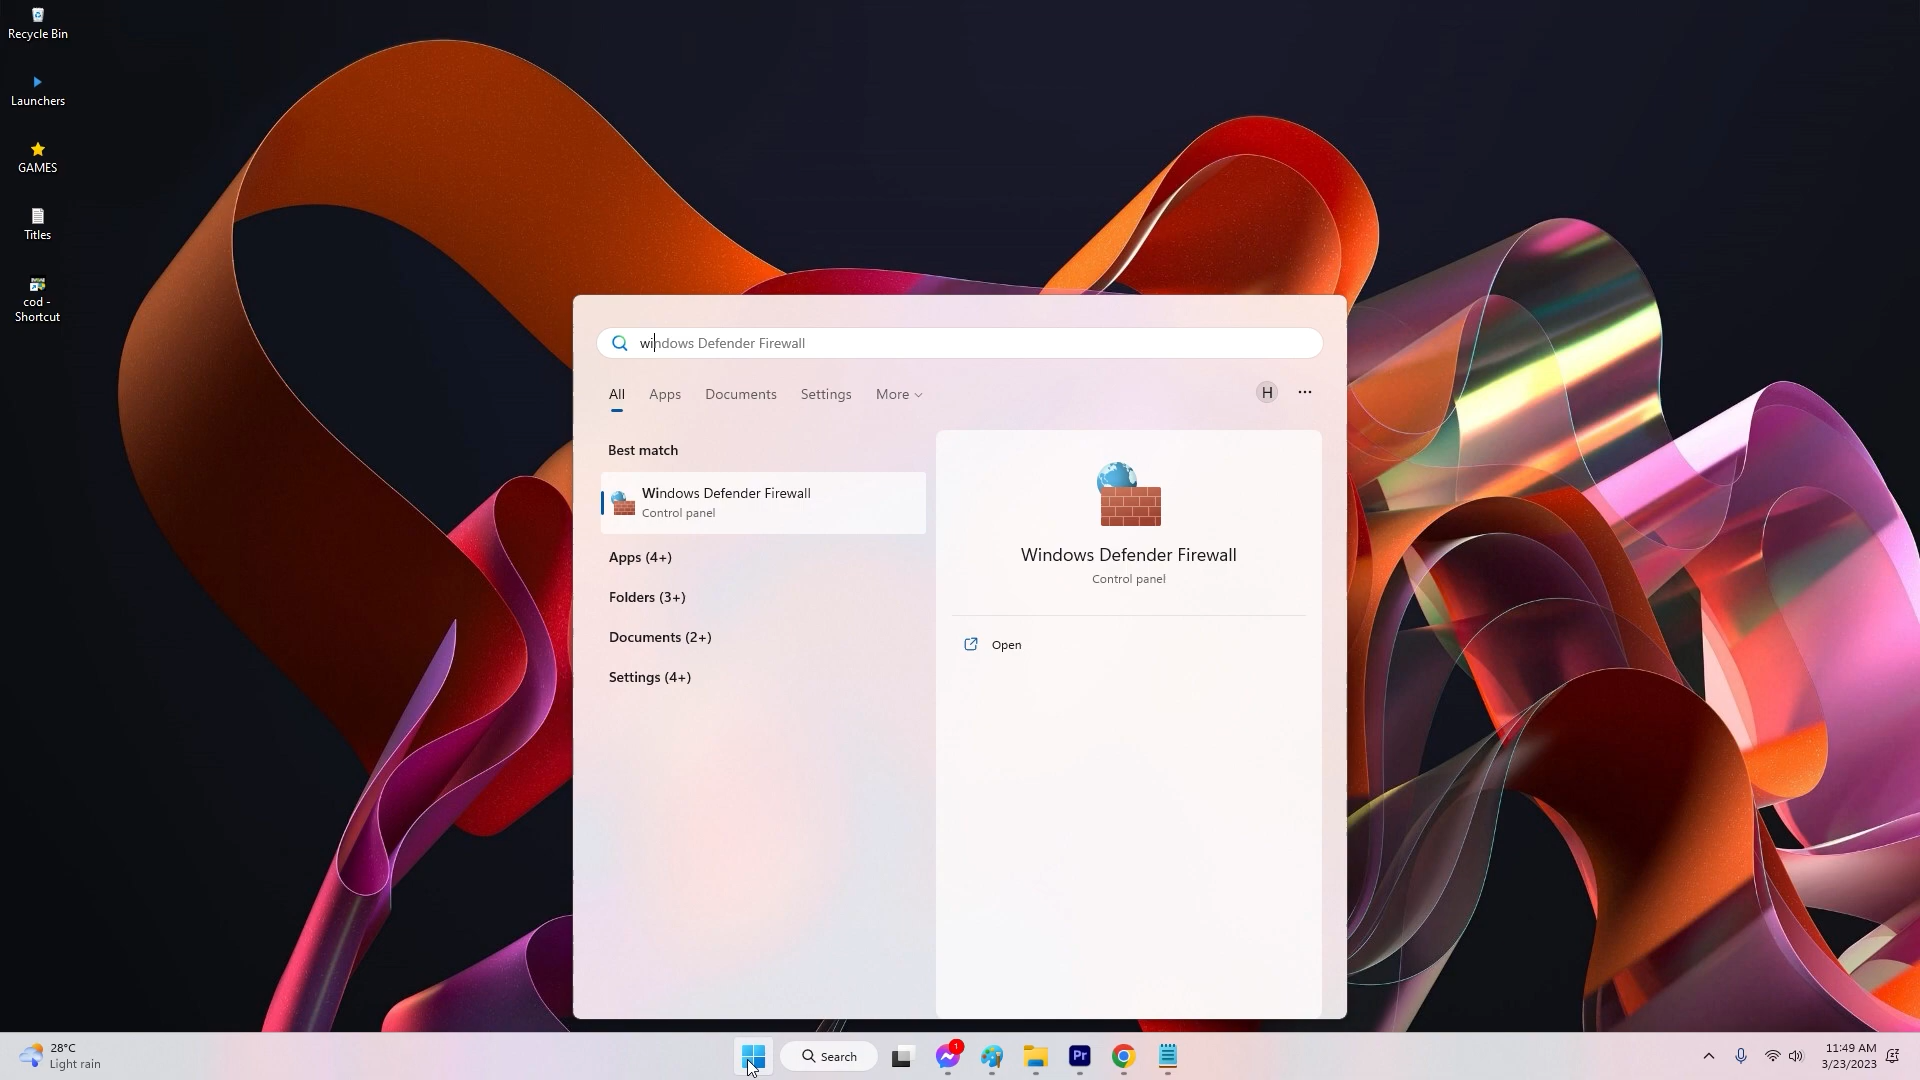 Recycle Bin
Launchers
GAMES
Titles
cod -
Shortcut
windows Defender Firewall
All Apps Documents Settings More
H
Best match
Windows Defender Firewall
Control panel
Apps (4+)
Folders (3+)
Documents (2+)
Settings (4+)
Windows Defender Firewall
Control panel
Open
28°C
Light rain
Search
1
Pr
11:49 AM
3/23/2023